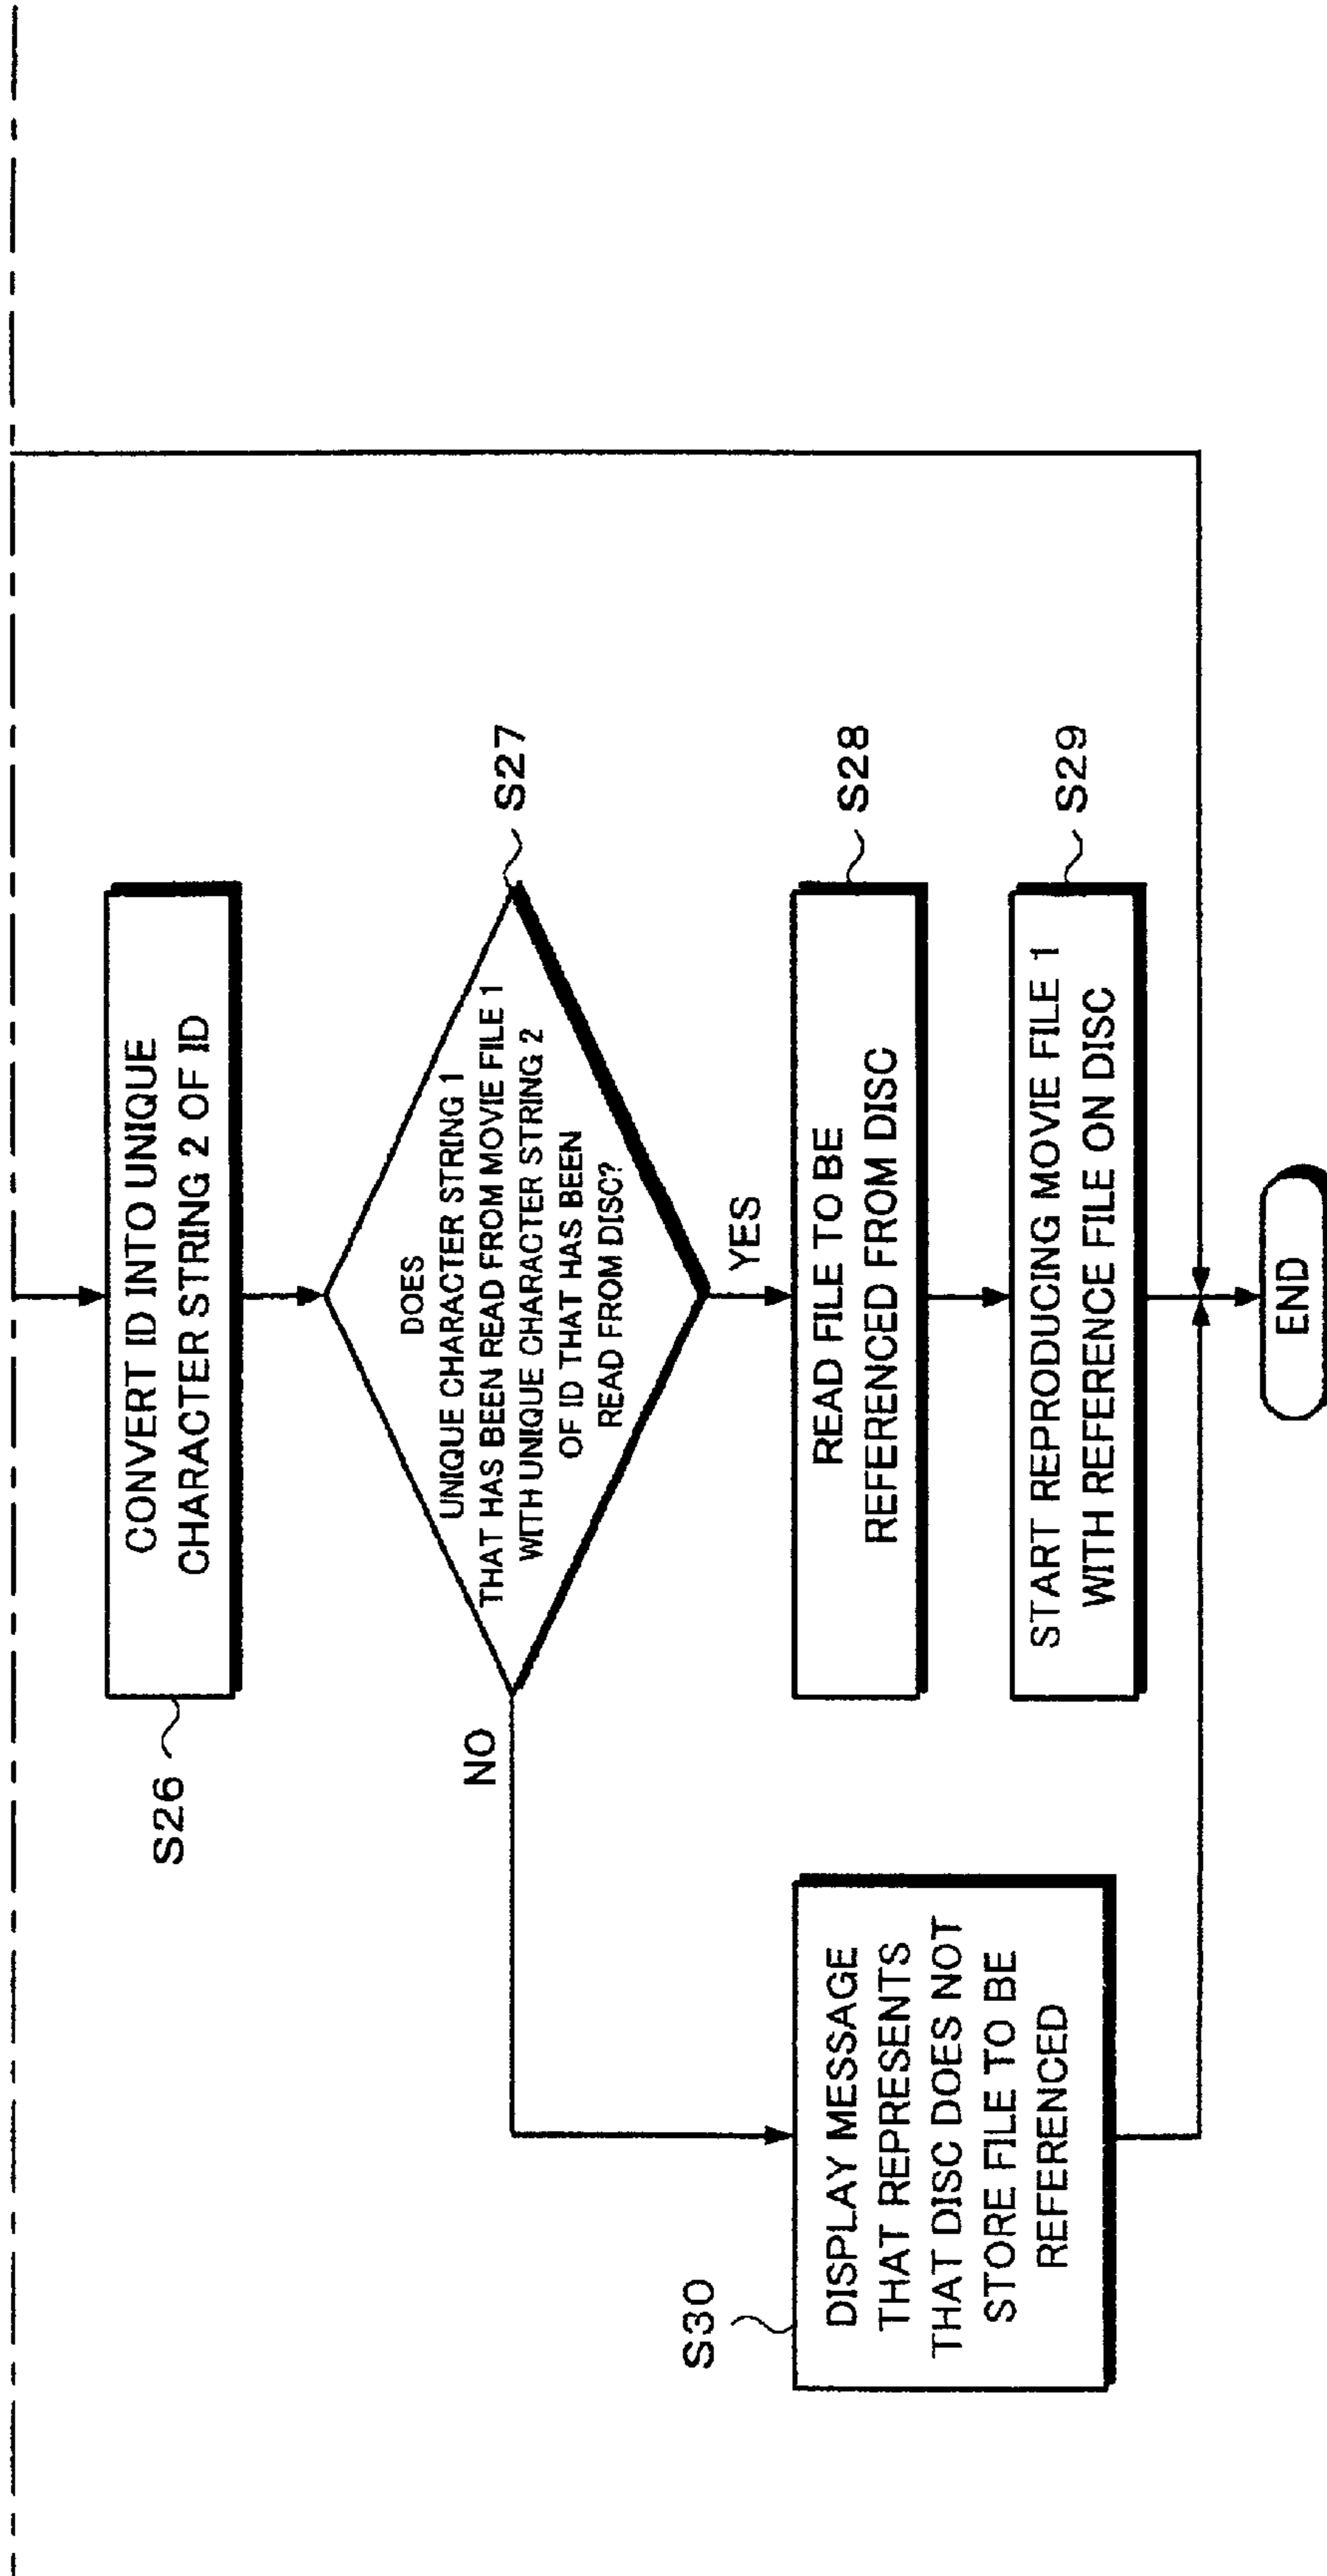 S26
CONVERT ID INTO UNIQUE
CHARACTER STRING 2 OF ID
DOES
UNIQUE CHARACTER STRING 1
THAT HAS BEEN READ FROM MOVIE FILE 1
WITH UNIQUE CHARACTER STRING 2
OF ID THAT HAS BEEN
READ FROM DISC?
S27
NO
YES
S30
DISPLAY MESSAGE
THAT REPRESENTS
THAT DISC DOES NOT
STORE FILE TO BE
REFERENCED
READ FILE TO BE
REFERENCED FROM DISC
S28
START REPRODUCING MOVIE FILE 1
WITH REFERENCE FILE ON DISC
S29
END